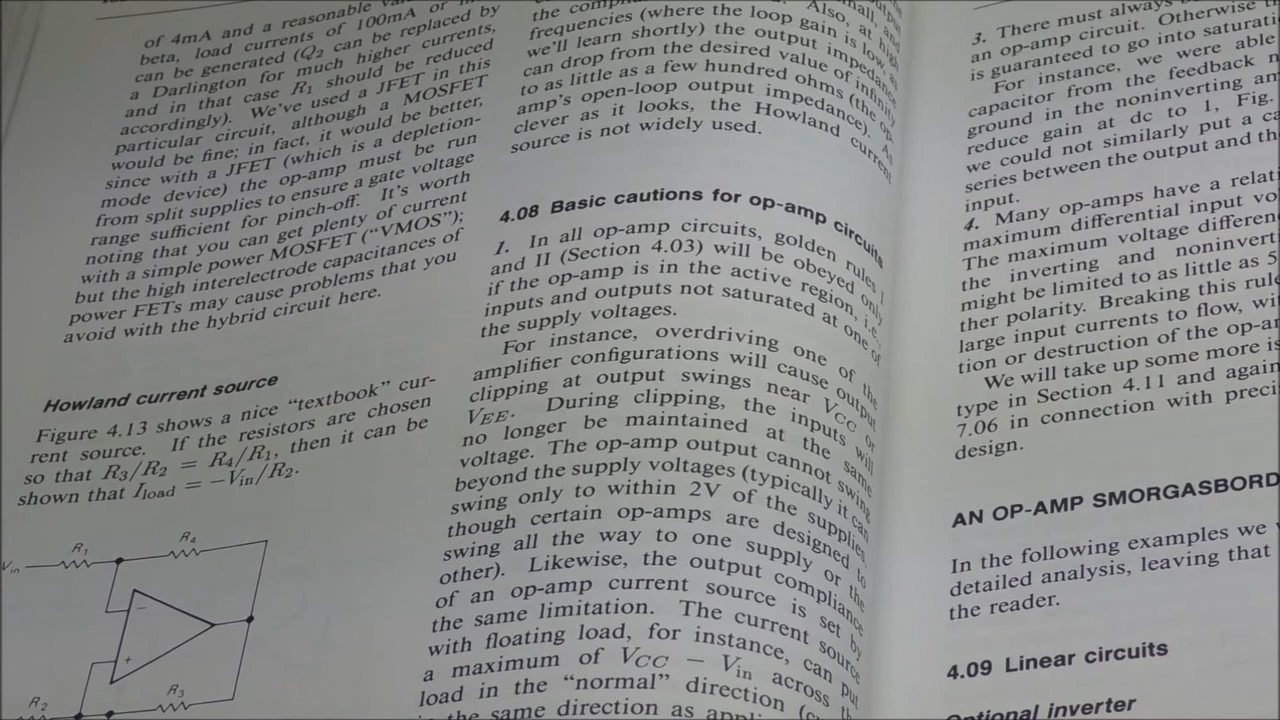 of 4mA and a reasonable
beta, load currents of 100mA or
can be generated (Q2 can be replaced by
a Darlington for much higher currents,
and in that case R1 should be reduced
accordingly). We've used a JFET in this
particular circuit, although a MOSFET
would be fine; in fact, it would be better,
since with a JFET (which is a depletion-
mode device) the op-amp must be run
from split supplies to ensure a gate voltage
range sufficient for pinch-off. It's worth
noting that you can get plenty of current
with a simple power MOSFET ("VMOS");
but the high interelectrode capacitances of
power FETs may cause problems that you
avoid with the hybrid circuit here.
Howland current source
Figure 4.13 shows a nice "textbook" cur-
rent source. If the resistors are chosen
so that R3/R2 = R4/R1, then it can be
shown that Iload = −Vin/R2.
Vin
R1
R4
−
+
R3
R2
the
Also, at high
frequencies (where the loop gain is low, as
we'll learn shortly) the output impedance
can drop from the desired value of infinity
to as little as a few hundred ohms (the op-
amp's open-loop output impedance). As
clever as it looks, the Howland current
source is not widely used.
4.08 Basic cautions for op-amp circuits
1. In all op-amp circuits, golden rules I
and II (Section 4.03) will be obeyed only
if the op-amp is in the active region, i.e.,
inputs and outputs not saturated at one of
the supply voltages.
For instance, overdriving one of the
amplifier configurations will cause output
clipping at output swings near VCC or
VEE. During clipping, the inputs will
no longer be maintained at the same
voltage. The op-amp output cannot swing
beyond the supply voltages (typically it can
swing only to within 2V of the supplies,
though certain op-amps are designed to
swing all the way to one supply or the
other). Likewise, the output compliance
of an op-amp current source is set by
the same limitation. The current source
with floating load, for instance, can put
a maximum of VCC − Vin across the
load in the "normal" direction
the same direction as
3. There must always
an op-amp circuit. Otherwise
is guaranteed to go into
For instance, we were able
capacitor from the feedback
ground in the noninverting
reduce gain at dc to 1, Fig.
we could not similarly put a
series between the output and
input.
4. Many op-amps have a
maximum differential input
The maximum voltage
the inverting and
might be limited to as little as
ther polarity. Breaking this rule
large input currents to flow,
tion or destruction of the
We will take up some more
type in Section 4.11 and again
7.06 in connection with
design.
AN OP-AMP SMORGASBORD
In the following examples we
detailed analysis, leaving that
the reader.
4.09 Linear circuits
Optional inverter